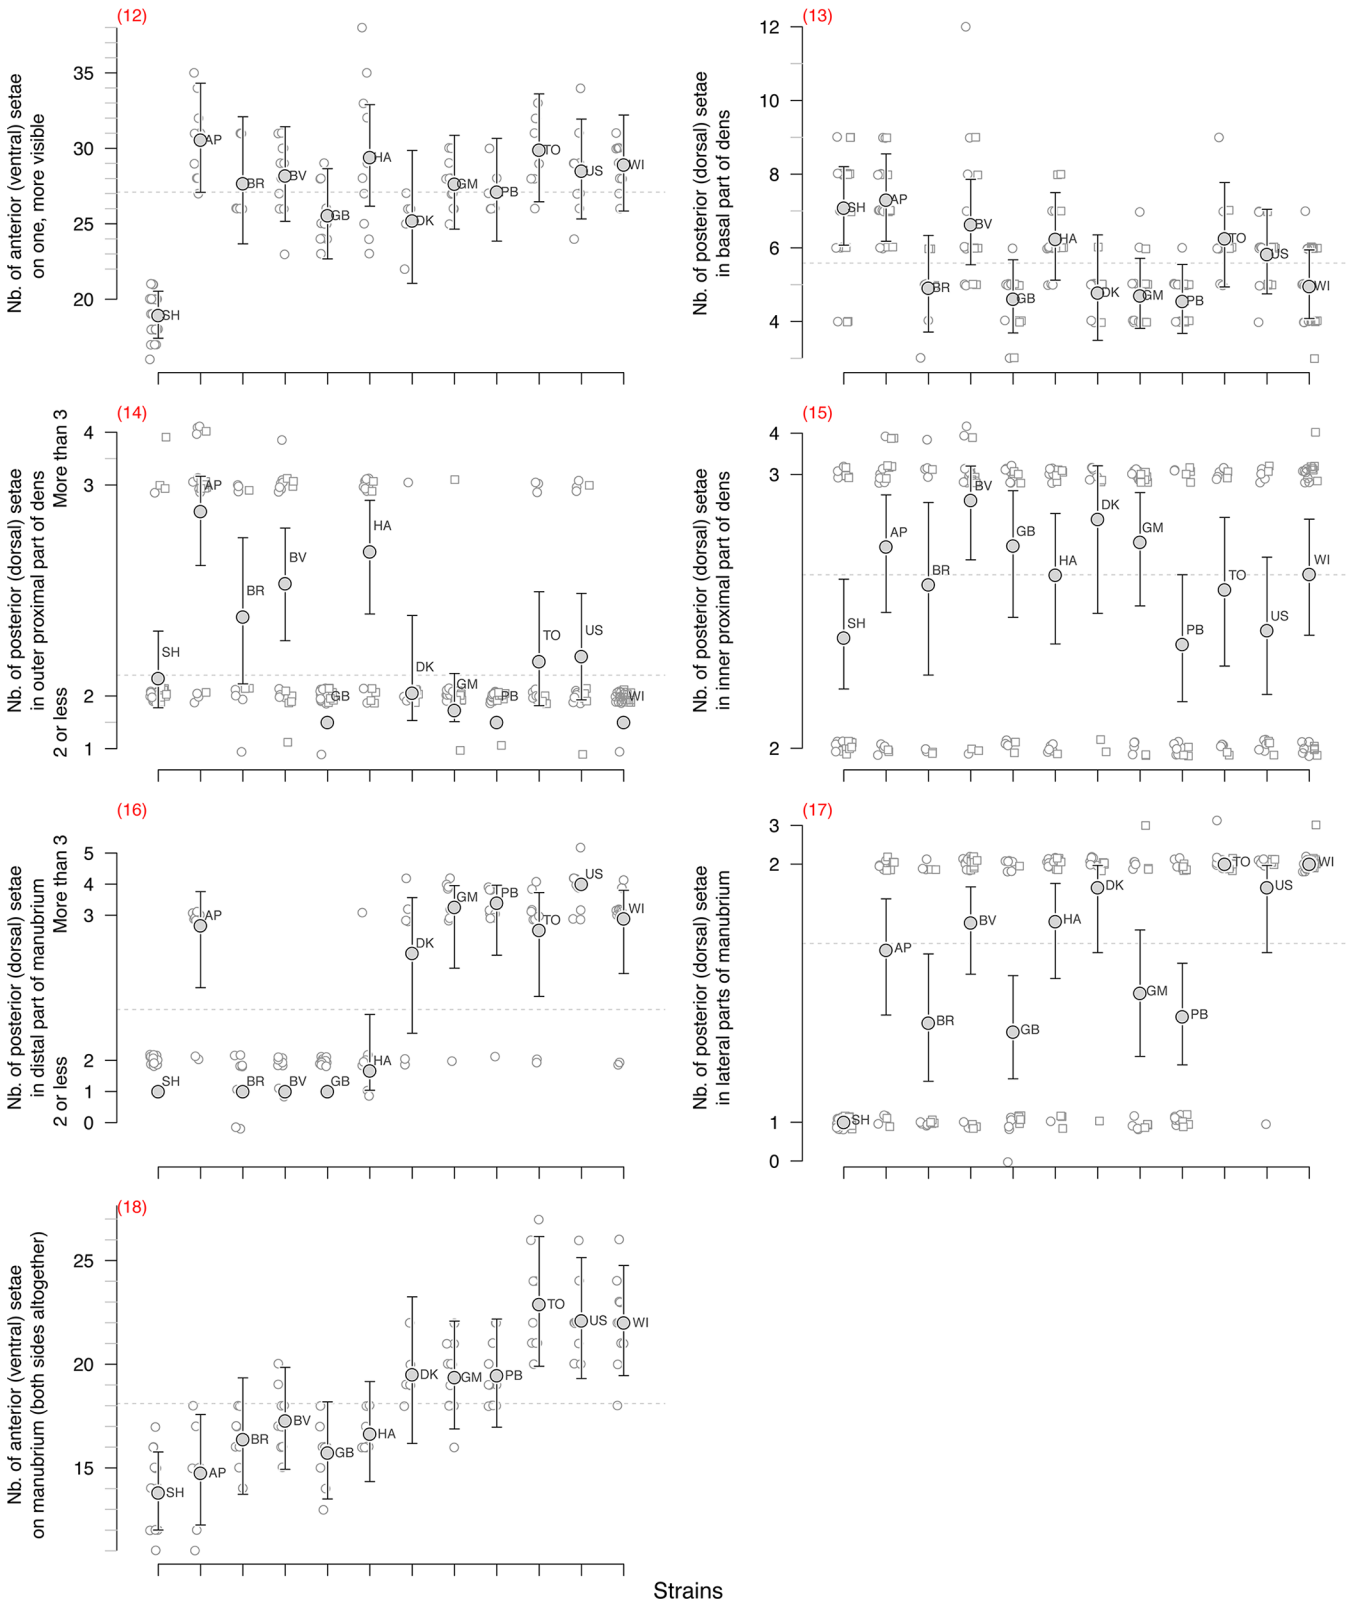 (12)
Nb. of anterior (ventral) setae
on one, more visible
35
30
25
20
SH
AP
BR
BV
GB
HA
DK
GM
PB
TO
US
WI
(13)
Nb. of posterior (dorsal) setae
in basal part of dens
12
10
8
6
4
SH
AP
BR
BV
GB
HA
DK
GM
PB
TO
US
WI
(14)
Nb. of posterior (dorsal) setae
in outer proximal part of dens
2 or less
More than 3
4
3
2
1
SH
AP
BR
BV
GB
HA
DK
GM
PB
TO
US
WI
(15)
Nb. of posterior (dorsal) setae
in inner proximal part of dens
4
3
2
SH
AP
BR
BV
GB
HA
DK
GM
PB
TO
US
WI
(16)
Nb. of posterior (dorsal) setae
in distal part of manubrium
2 or less
More than 3
5
4
3
2
1
0
SH
AP
BR
BV
GB
HA
DK
GM
PB
TO
US
WI
(17)
Nb. of posterior (dorsal) setae
in lateral parts of manubrium
3
2
1
0
SH
AP
BR
BV
GB
HA
DK
GM
PB
TO
US
WI
(18)
Nb. of anterior (ventral) setae
on manubrium (both sides altogether)
25
20
15
SH
AP
BR
BV
GB
HA
DK
GM
PB
TO
US
WI
Strains